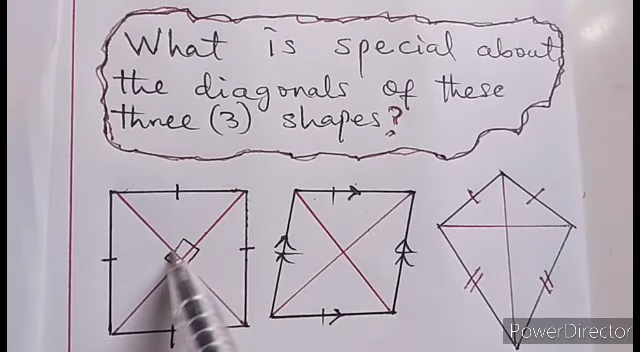 What is special about
the diagonals of these
three (3) shapes?
PowerDirector